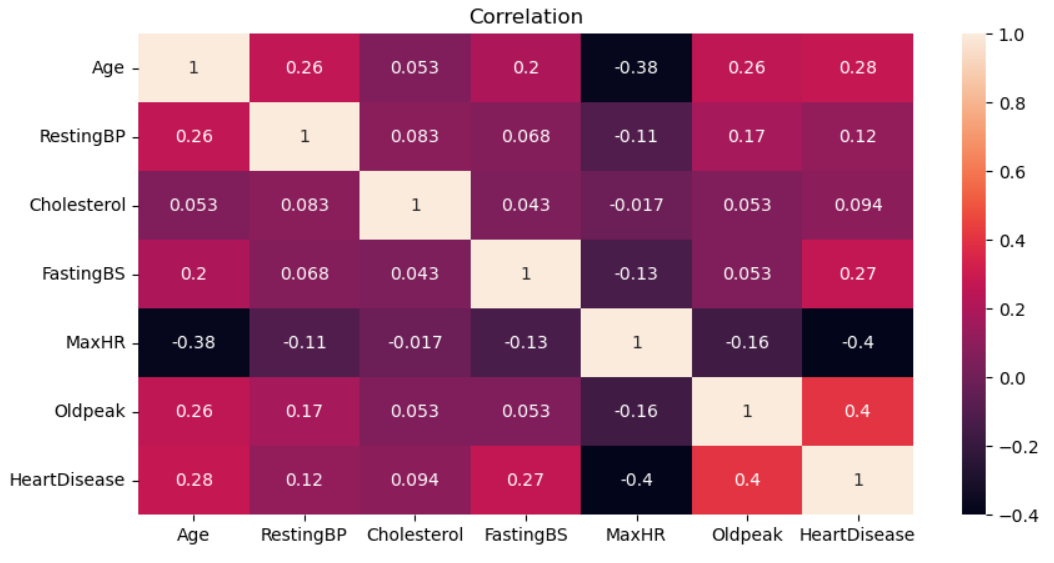 Correlation
Age 1 0.26 0.053 0.2 -0.38 0.26 0.28
RestingBP 0.26 1 0.083 0.068 -0.11 0.17 0.12
Cholesterol 0.053 0.083 1 0.043 -0.017 0.053 0.094
FastingBS 0.2 0.068 0.043 1 -0.13 0.053 0.27
MaxHR -0.38 -0.11 -0.017 -0.13 1 -0.16 -0.4
Oldpeak 0.26 0.17 0.053 0.053 -0.16 1 0.4
HeartDisease 0.28 0.12 0.094 0.27 -0.4 0.4 1
Age RestingBP Cholesterol FastingBS MaxHR Oldpeak HeartDisease
1.0
0.8
0.6
0.4
0.2
0.0
−0.2
−0.4